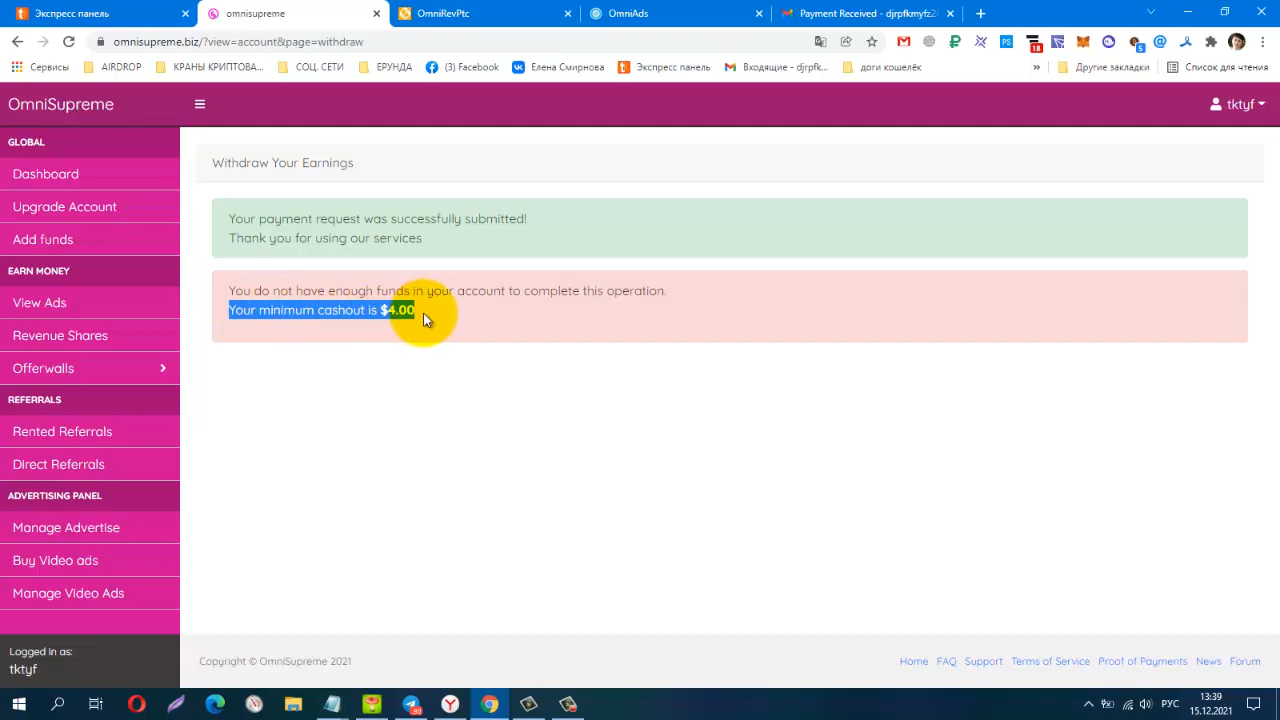 Экспресс панель
omnisupreme
OmniRevPtc
OmniAds
Payment Received - djrpfkmyfz2
omnisupreme.biz/?view=account&page=withdraw
18
5
Сервисы
AIRDROP
КРАНЫ КРИПТОВА...
СОЦ. СЕТИ
ЕРУНДА
(3) Facebook
Елена Смирнова
Экспресс панель
Входящие - djrpfk...
доги кошелёк
»
Другие закладки
Список для чтения
OmniSupreme
tktyf
GLOBAL
Dashboard
Upgrade Account
Add funds
EARN MONEY
View Ads
Revenue Shares
Offerwalls
REFERRALS
Rented Referrals
Direct Referrals
ADVERTISING PANEL
Manage Advertise
Buy Video ads
Manage Video Ads
Logged in as:
tktyf
Withdraw Your Earnings
Your payment request was successfully submitted!
Thank you for using our services
You do not have enough funds in your account to complete this operation.
Your minimum cashout is $4.00
Copyright © OmniSupreme 2021
Home FAQ Support Terms of Service Proof of Payments News Forum
РУС
13:39
15.12.2021